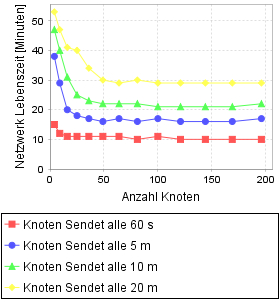 Netzwerk Lebenszeit [Minuten]
50
40
30
20
10
0
0
50
100
150
200
Anzahl Knoten
Knoten Sendet alle 60 s
Knoten Sendet alle 5 m
Knoten Sendet alle 10 m
Knoten Sendet alle 20 m